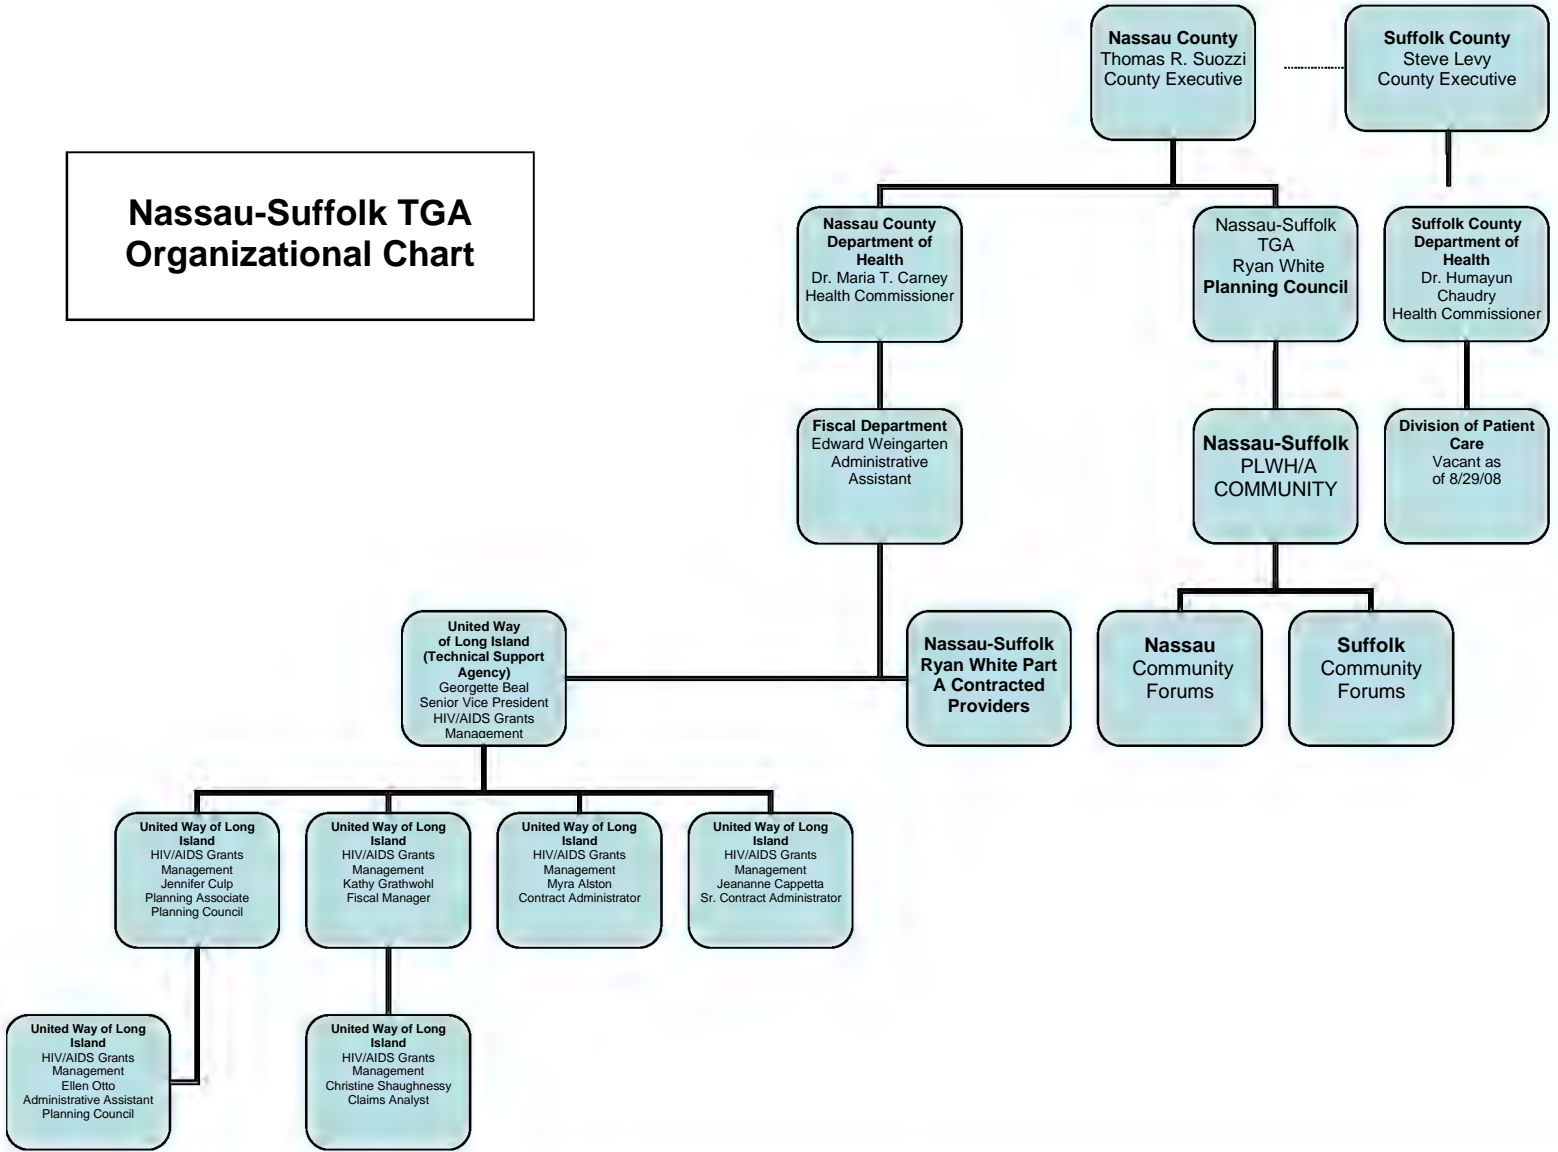 Nassau County
Thomas R. Suozzi
County Executive
Suffolk County
Steve Levy
County Executive
Nassau-Suffolk TGA
Organizational Chart
Nassau County
Department of
Health
Dr. Maria T. Carney
Health Commissioner
Nassau-Suffolk
TGA
Ryan White
Planning Council
Suffolk County
Department of
Health
Dr. Humayun
Chaudry
Health Commissioner
Fiscal Department
Edward Weingarten
Administrative
Assistant
Nassau-Suffolk
PLWH/A
COMMUNITY
Division of Patient
Care
Vacant as
of 8/29/08
United Way
of Long Island
(Technical Support
Agency)
Georgette Beal
Senior Vice President
HIV/AIDS Grants
Management
Nassau-Suffolk
Ryan White Part
A Contracted
Providers
Nassau
Community
Forums
Suffolk
Community
Forums
United Way of Long
Island
HIV/AIDS Grants
Management
Jennifer Culp
Planning Associate
Planning Council
United Way of Long
Island
HIV/AIDS Grants
Management
Kathy Grathwohl
Fiscal Manager
United Way of Long
Island
HIV/AIDS Grants
Management
Myra Alston
Contract Administrator
United Way of Long
Island
HIV/AIDS Grants
Management
Jeananne Cappetta
Sr. Contract Administrator
United Way of Long
Island
HIV/AIDS Grants
Management
Ellen Otto
Administrative Assistant
Planning Council
United Way of Long
Island
HIV/AIDS Grants
Management
Christine Shaughnessy
Claims Analyst